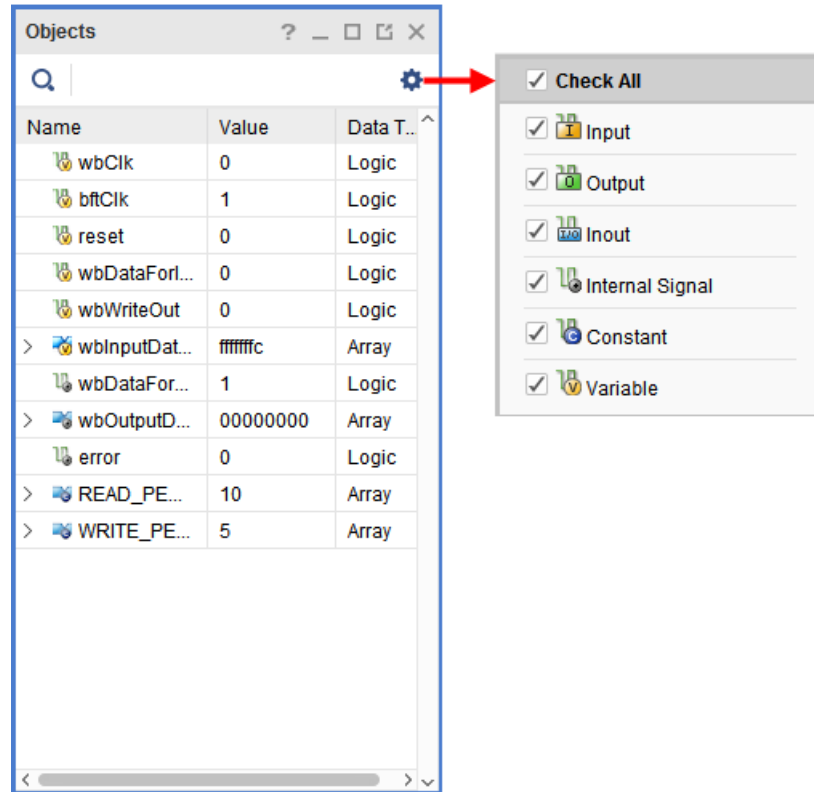 Objects
Name Value Data T...
wbClk 0 Logic
bftClk 1 Logic
reset 0 Logic
wbDataForI... 0 Logic
wbWriteOut 0 Logic
wbInputDat... fffffffc Array
wbDataFor... 1 Logic
wbOutputD... 00000000 Array
error 0 Logic
READ_PE... 10 Array
WRITE_PE... 5 Array
Check All
I Input
O Output
I/O Inout
Internal Signal
C Constant
V Variable